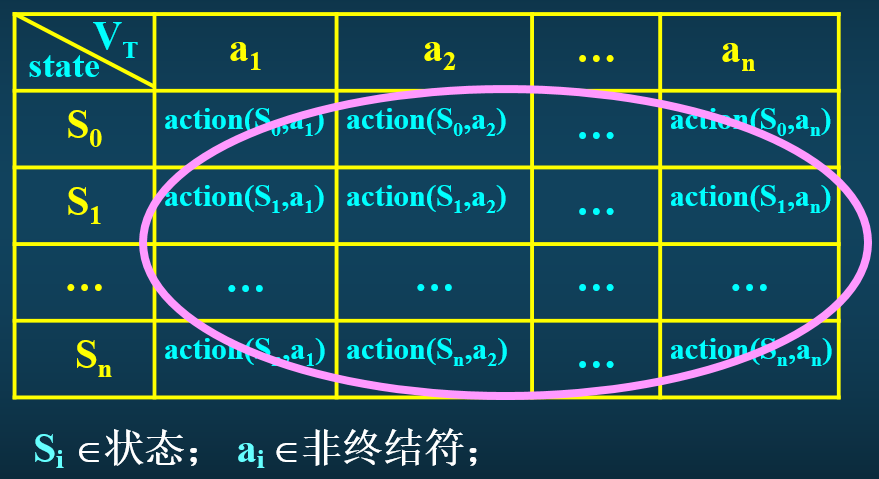 V_T
state a₁ a₂ … aₙ
S₀ action(S₀,a₁) action(S₀,a₂) … action(S₀,aₙ)
S₁ action(S₁,a₁) action(S₁,a₂) … action(S₁,aₙ)
… … … … …
Sₙ action(Sₙ,a₁) action(Sₙ,a₂) … action(Sₙ,aₙ)
Sᵢ ∈状态； aᵢ ∈非终结符；